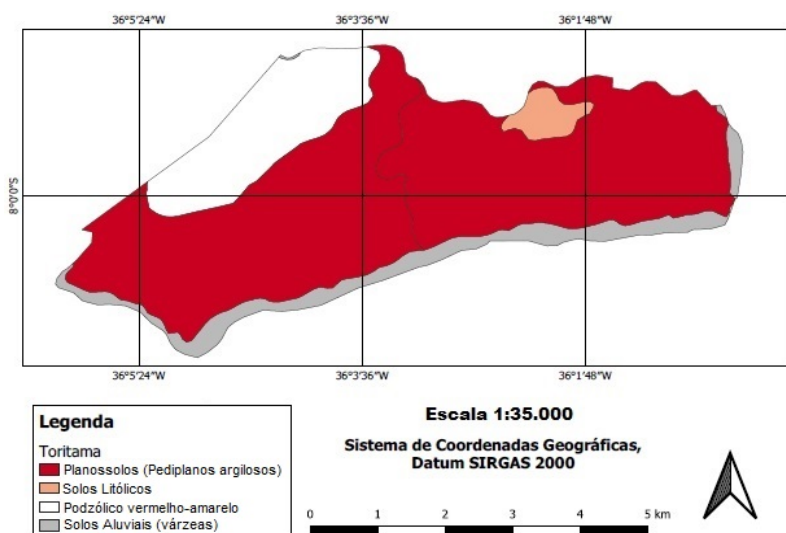 36°5'24"W 36°3'36"W 36°1'48"W
8°0'0"S
36°5'24"W 36°3'36"W 36°1'48"W
Legenda
Toritama
Planossolos (Pediplanos argilosos)
Solos Litólicos
Podzólico vermelho-amarelo
Solos Aluviais (várzeas)
Escala 1:35.000
Sistema de Coordenadas Geográficas,
Datum SIRGAS 2000
0 1 2 3 4 5 km